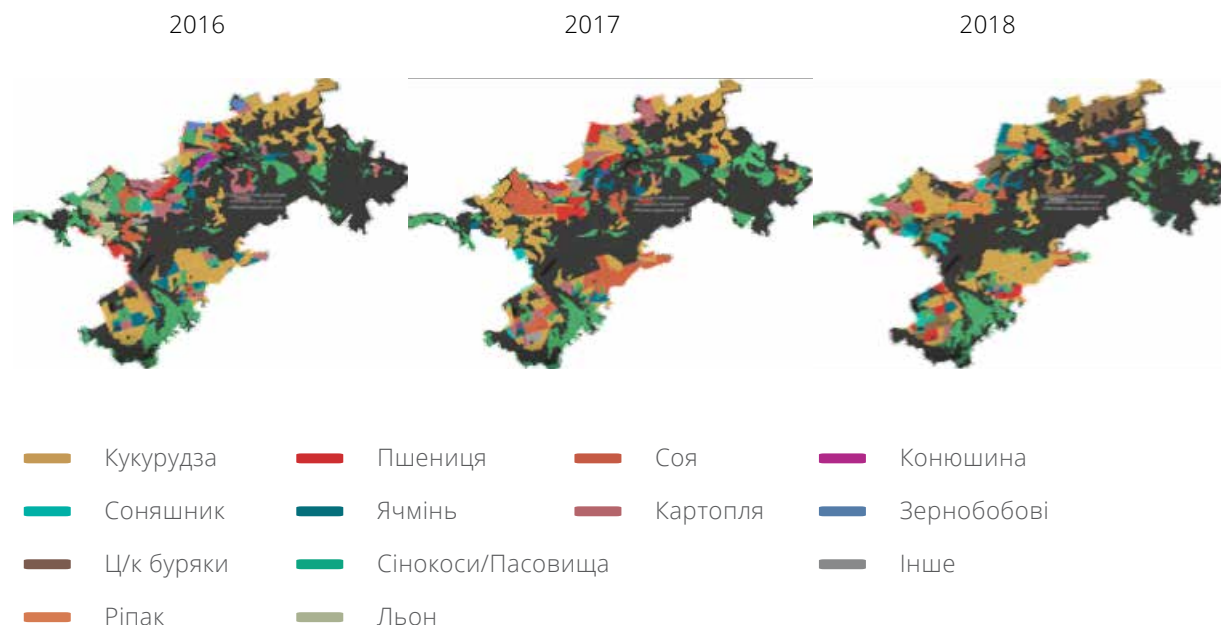 2016 2017 2018
Кукурудза Пшениця Соя Конюшина
Соняшник Ячмінь Картопля Зернобобові
Ц/к буряки Сінокоси/Пасовища Інше
Ріпак Льон